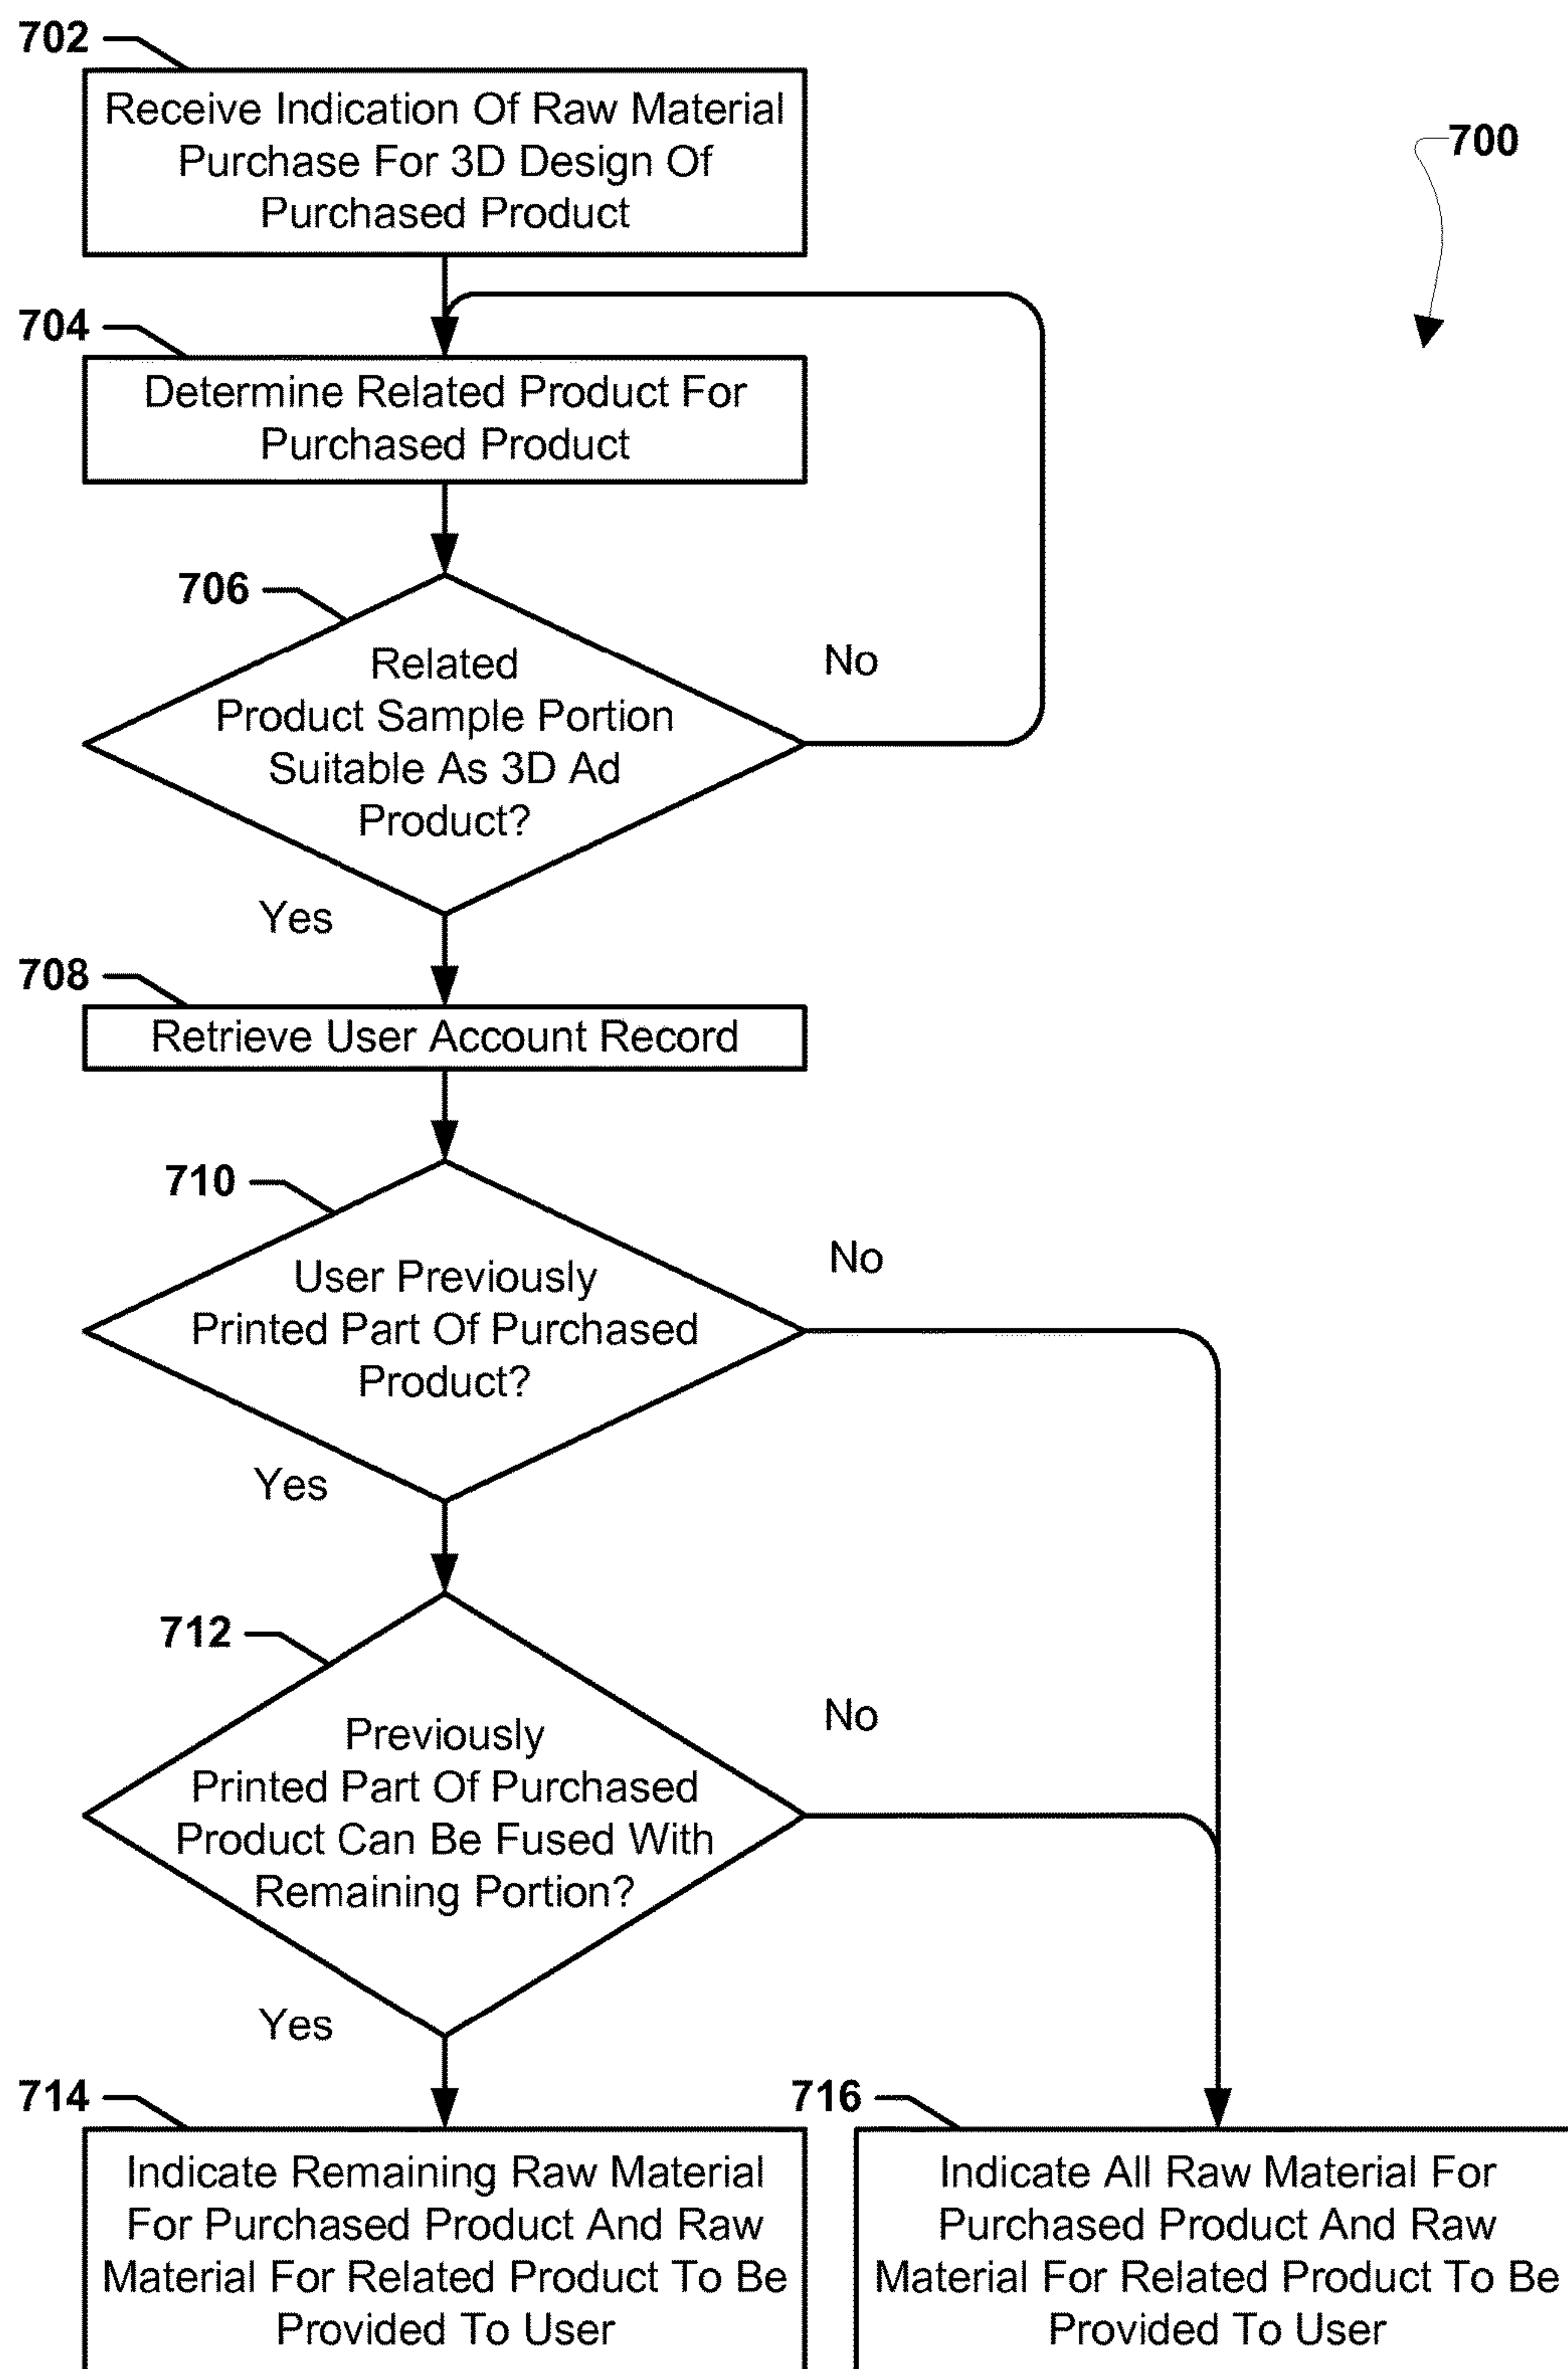 702
Receive Indication Of Raw Material
Purchase For 3D Design Of
Purchased Product
700
704
Determine Related Product For
Purchased Product
706
Related
Product Sample Portion
Suitable As 3D Ad
Product?
No
Yes
708
Retrieve User Account Record
710
User Previously
Printed Part Of Purchased
Product?
No
Yes
712
Previously
Printed Part Of Purchased
Product Can Be Fused With
Remaining Portion?
No
Yes
714
Indicate Remaining Raw Material
For Purchased Product And Raw
Material For Related Product To Be
Provided To User
716
Indicate All Raw Material For
Purchased Product And Raw
Material For Related Product To Be
Provided To User